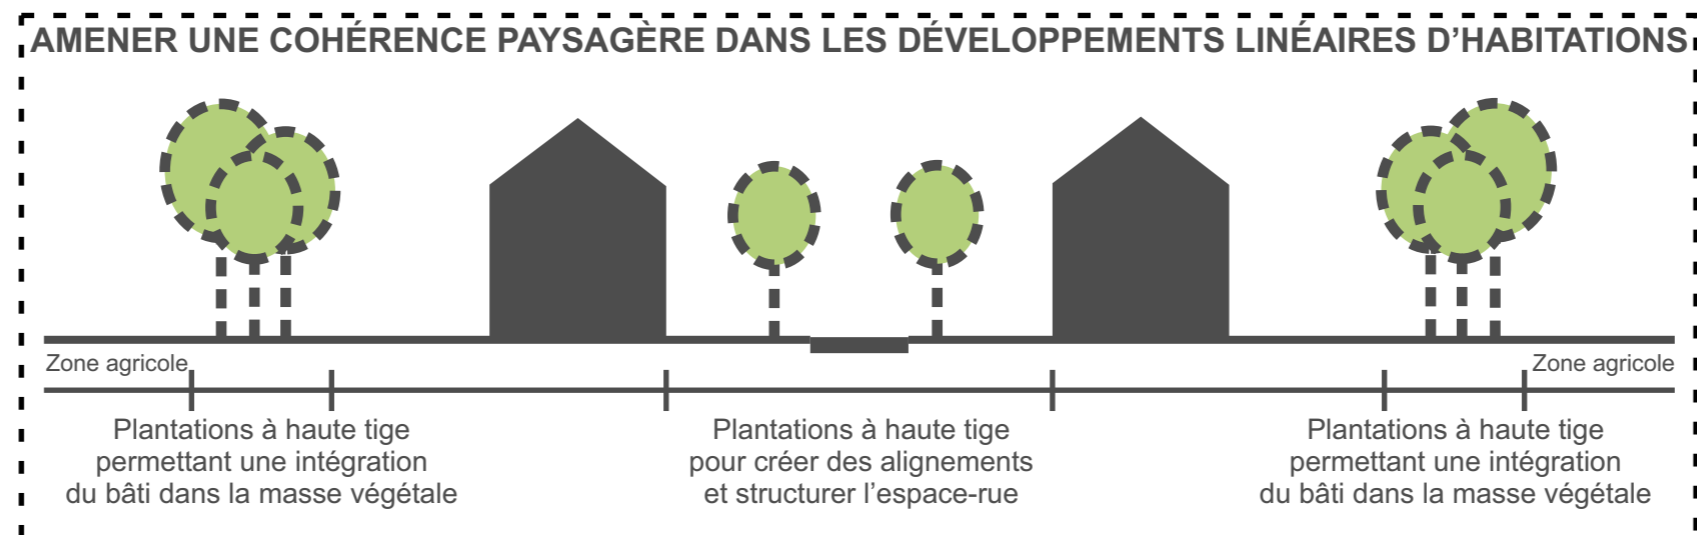 AMENER UNE COHÉRENCE PAYSAGÈRE DANS LES DÉVELOPPEMENTS LINÉAIRES D’HABITATIONS
Zone agricole
Zone agricole
Plantations à haute tige
permettant une intégration
du bâti dans la masse végétale
Plantations à haute tige
pour créer des alignements
et structurer l’espace-rue
Plantations à haute tige
permettant une intégration
du bâti dans la masse végétale